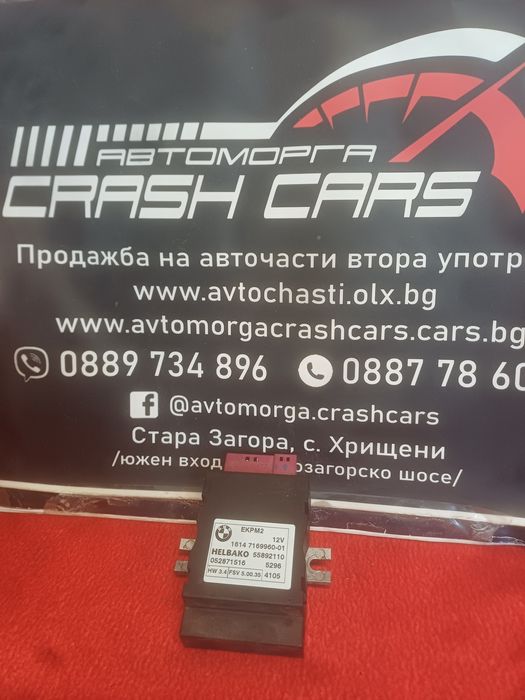 АВТОМОРГА
CRASH CARS
Продажба на авточасти втора употр
www.avtochasti.olx.bg
www.avtomorgacrashcars.cars.bg
0889 734 896 0887 78 60
f @avtomorga.crashcars
Стара Загора, с. Хрищени
/южен вход озагорско шосе/
EKPM2
12V
1614 7169960-01
HELBAKO 55892110
052871516 5296
HW 3.4 FSV 5.00.35 4105